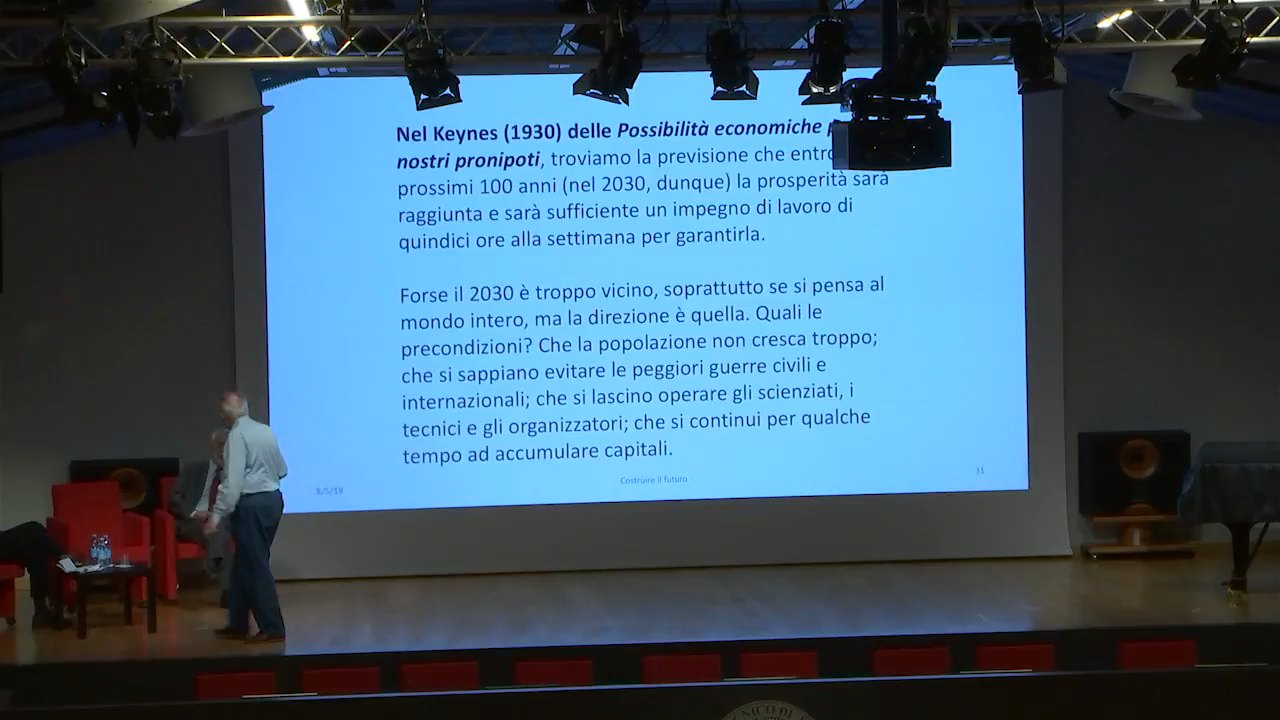 Nel Keynes (1930) delle Possibilità economiche
nostri pronipoti, troviamo la previsione che entro
prossimi 100 anni (nel 2030, dunque) la prosperità sarà
raggiunta e sarà sufficiente un impegno di lavoro di
quindici ore alla settimana per garantirla.
Forse il 2030 è troppo vicino, soprattutto se si pensa al
mondo intero, ma la direzione è quella. Quali le
precondizioni? Che la popolazione non cresca troppo;
che si sappiano evitare le peggiori guerre civili e
internazionali; che si lascino operare gli scienziati, i
tecnici e gli organizzatori; che si continui per qualche
tempo ad accumulare capitali.
8/5/18
Costruire il futuro
31